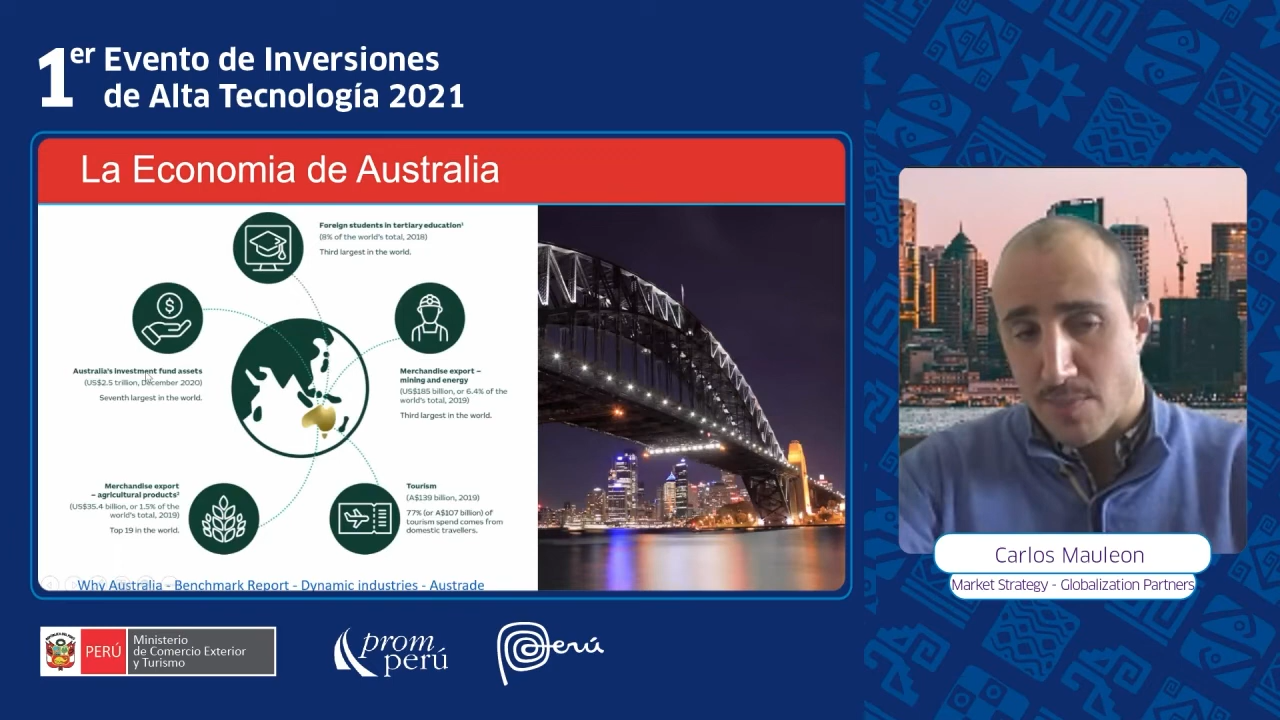 1er Evento de Inversiones
de Alta Tecnología 2021
La Economia de Australia
Foreign students in tertiary education¹
(8% of the world's total, 2018)
Third largest in the world.
Australia's investment fund assets
(US$2.5 trillion, December 2020)
Seventh largest in the world.
Merchandise export –
mining and energy
(US$185 billion, or 6.4% of the
world's total, 2019)
Third largest in the world.
Merchandise export
– agricultural products²
(US$35.4 billion, or 1.5% of the
world's total, 2019)
Top 19 in the world.
Tourism
(A$139 billion, 2019)
77% (or A$107 billion) of
tourism spend comes from
domestic travellers.
Why Australia - Benchmark Report - Dynamic industries - Austrade
Carlos Mauleon
Market Strategy - Globalization Partners
PERÚ
Ministerio
de Comercio Exterior
y Turismo
prom
perú
Perú